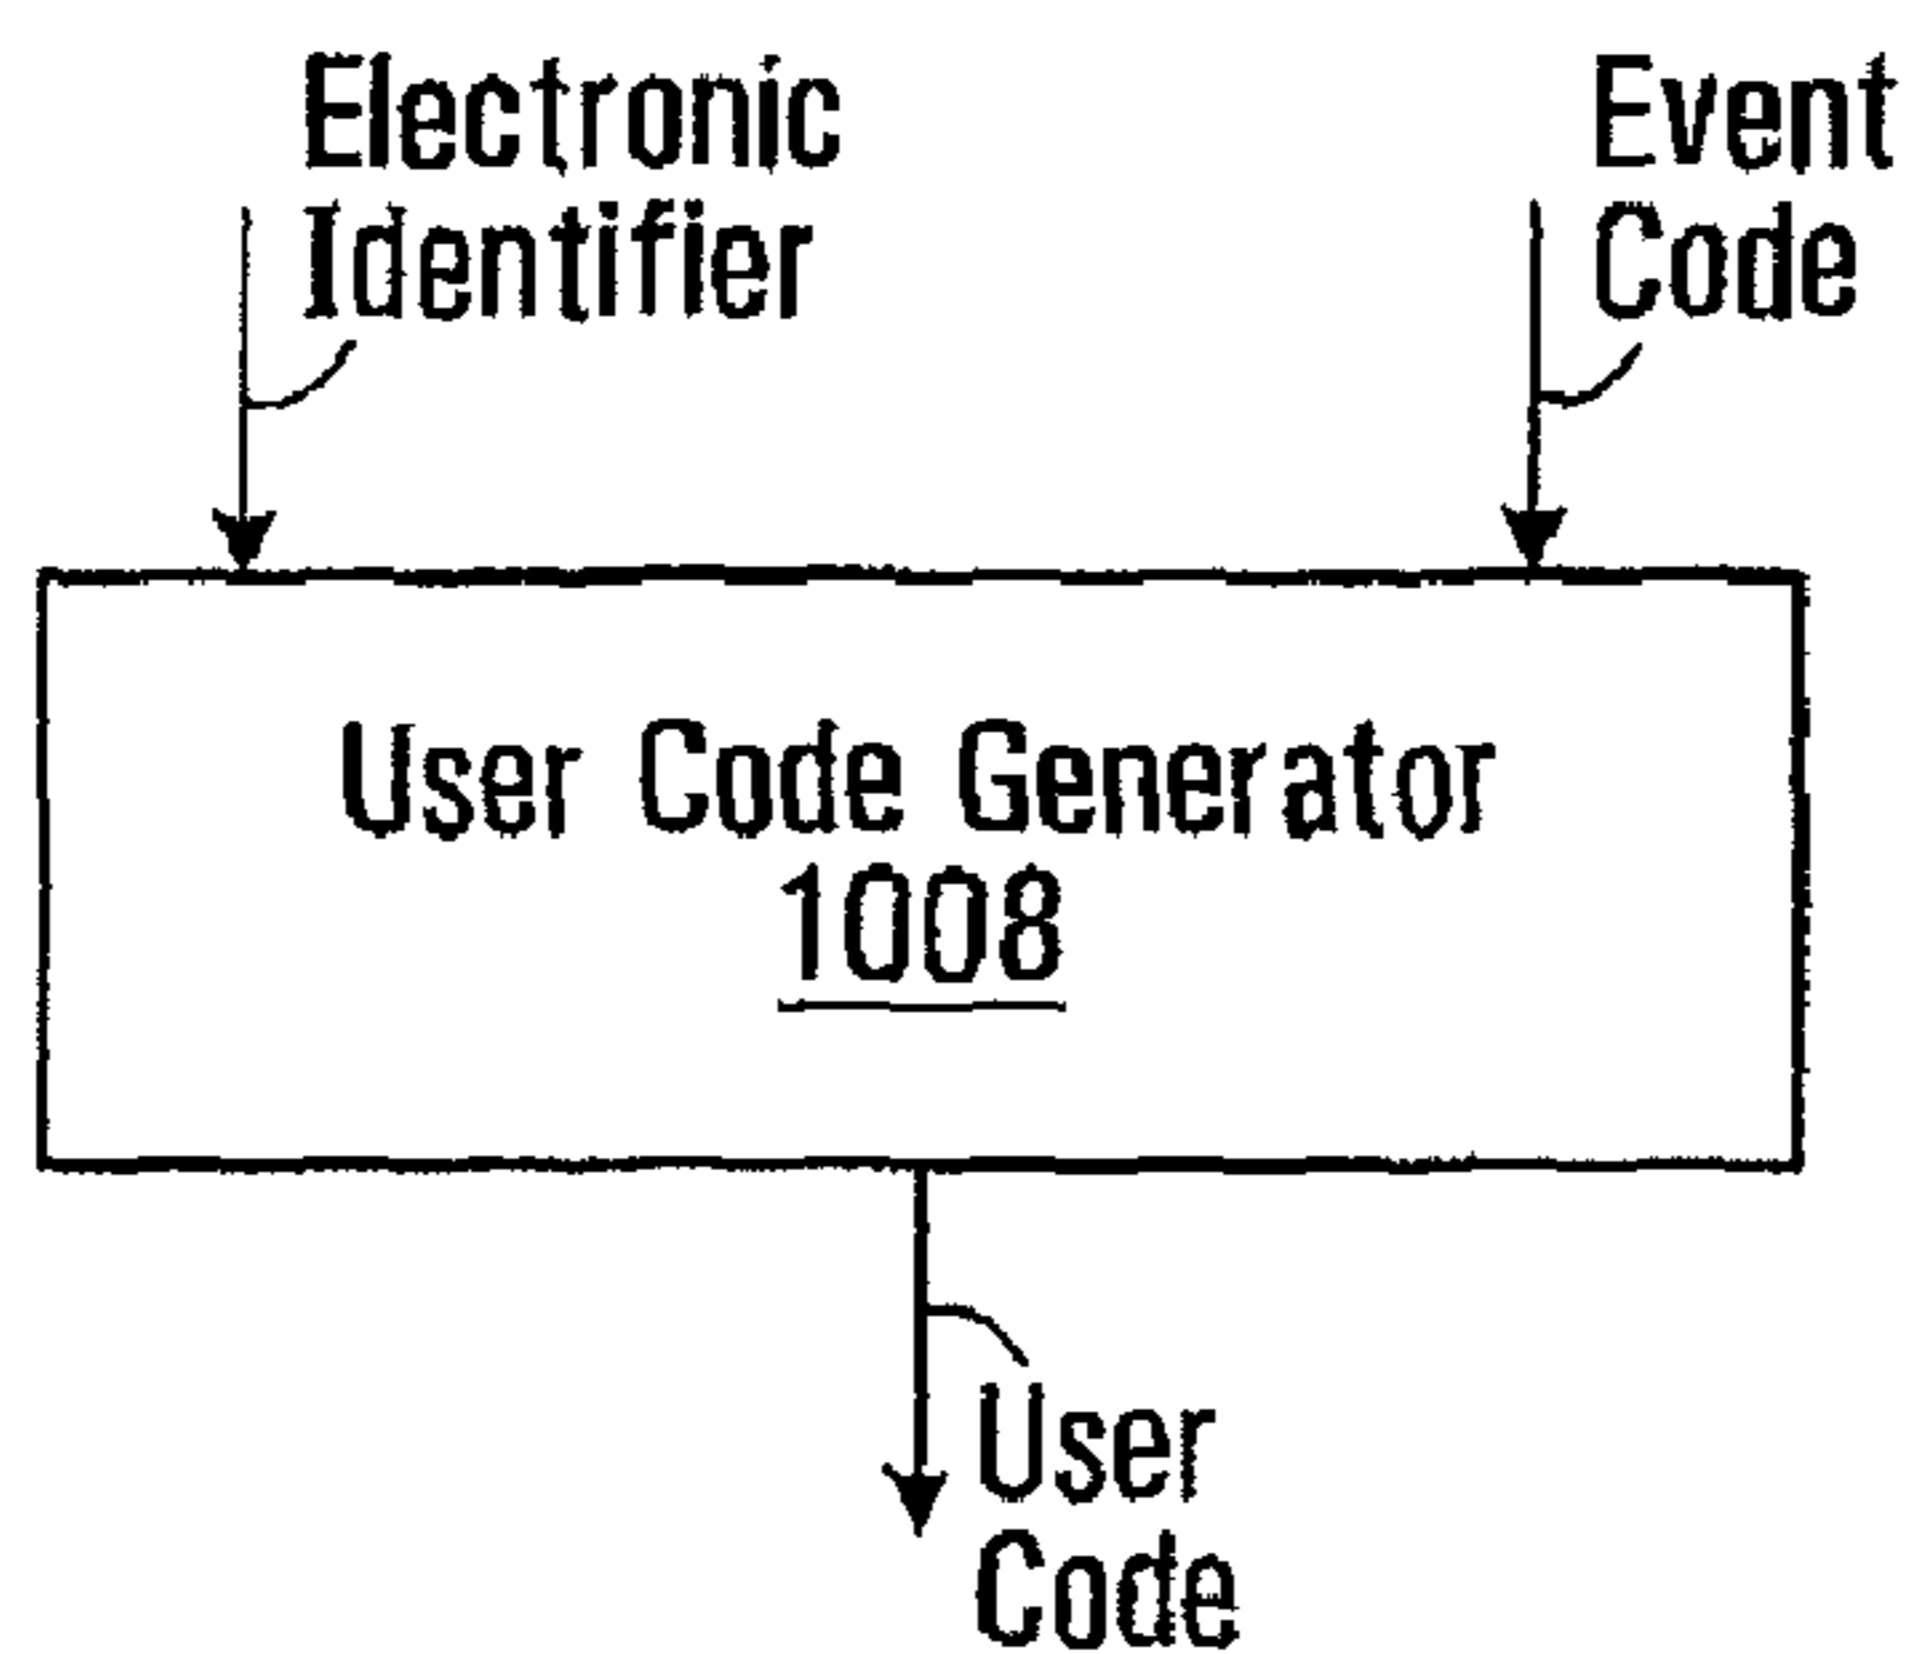 Electronic
Identifier
Event
Code
User Code Generator
1008
User
Code